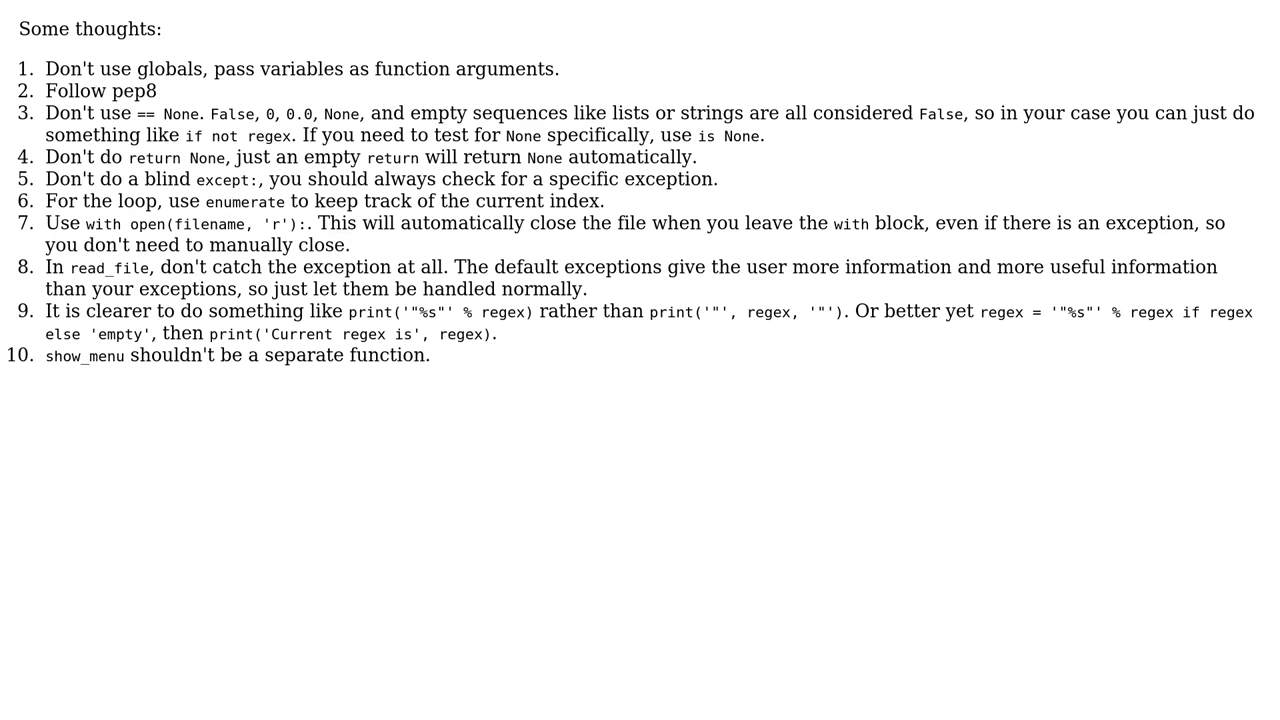 Some thoughts:
1. Don't use globals, pass variables as function arguments.
2. Follow pep8
3. Don't use == None. False, 0, 0.0, None, and empty sequences like lists or strings are all considered False, so in your case you can just do
something like if not regex. If you need to test for None specifically, use is None.
4. Don't do return None, just an empty return will return None automatically.
5. Don't do a blind except:, you should always check for a specific exception.
6. For the loop, use enumerate to keep track of the current index.
7. Use with open(filename, 'r'):. This will automatically close the file when you leave the with block, even if there is an exception, so
you don't need to manually close.
8. In read_file, don't catch the exception at all. The default exceptions give the user more information and more useful information
than your exceptions, so just let them be handled normally.
9. It is clearer to do something like print('"%s"' % regex) rather than print('"', regex, '"'). Or better yet regex = '"%s"' % regex if regex
else 'empty', then print('Current regex is', regex).
10. show_menu shouldn't be a separate function.